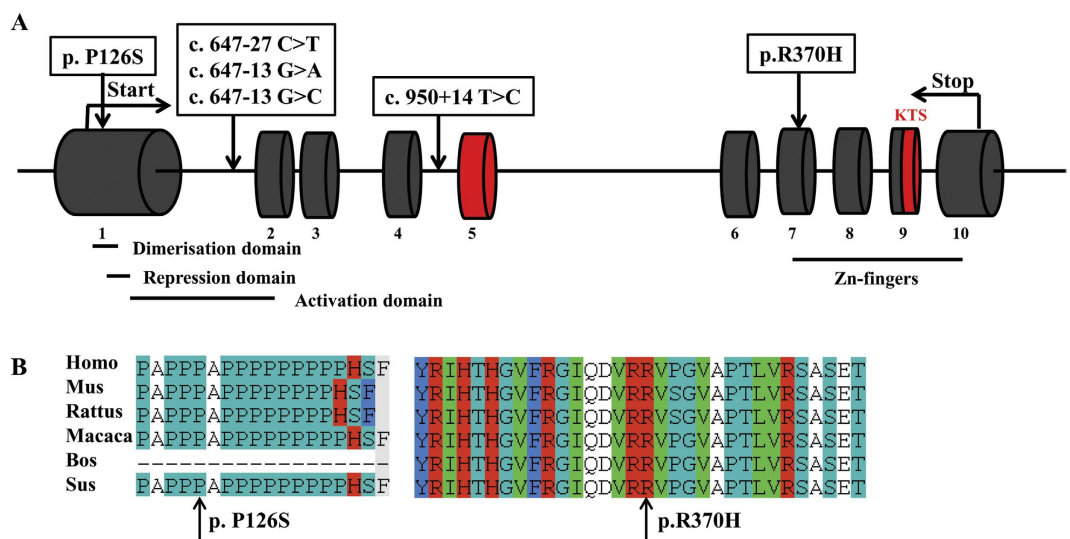 A
p. P126S
Start
c. 647-27 C>T
c. 647-13 G>A
c. 647-13 G>C
c. 950+14 T>C
p.R370H
KTS
Stop
1 2 3 4 5 6 7 8 9 10
Dimerisation domain
Repression domain
Activation domain
Zn-fingers
B
Homo PAPPPAPPPPPPPPPHSF YRIHTHGVFRGIQDVRRVPGVAPTLVRSASET
Mus PAPPPAPPPPPPPPHSF YRIHTHGVFRGIQDVRRVSGVAPTLVRSASET
Rattus PAPPPAPPPPPPPPHSF YRIHTHGVFRGIQDVRRVSGVAPTLVRSASET
Macaca PAPPPAPPPPPPPPPHSF YRIHTHGVFRGIQDVRRVPGVAPTLVRSASET
Bos ------------------ YRIHTHGVFRGIQDVRRVPGVAPTLVRSASET
Sus PAPPPAPPPPPPPPPHSF YRIHTHGVFRGIQDVRRVPGVAPTLVRSASET
p. P126S
p.R370H